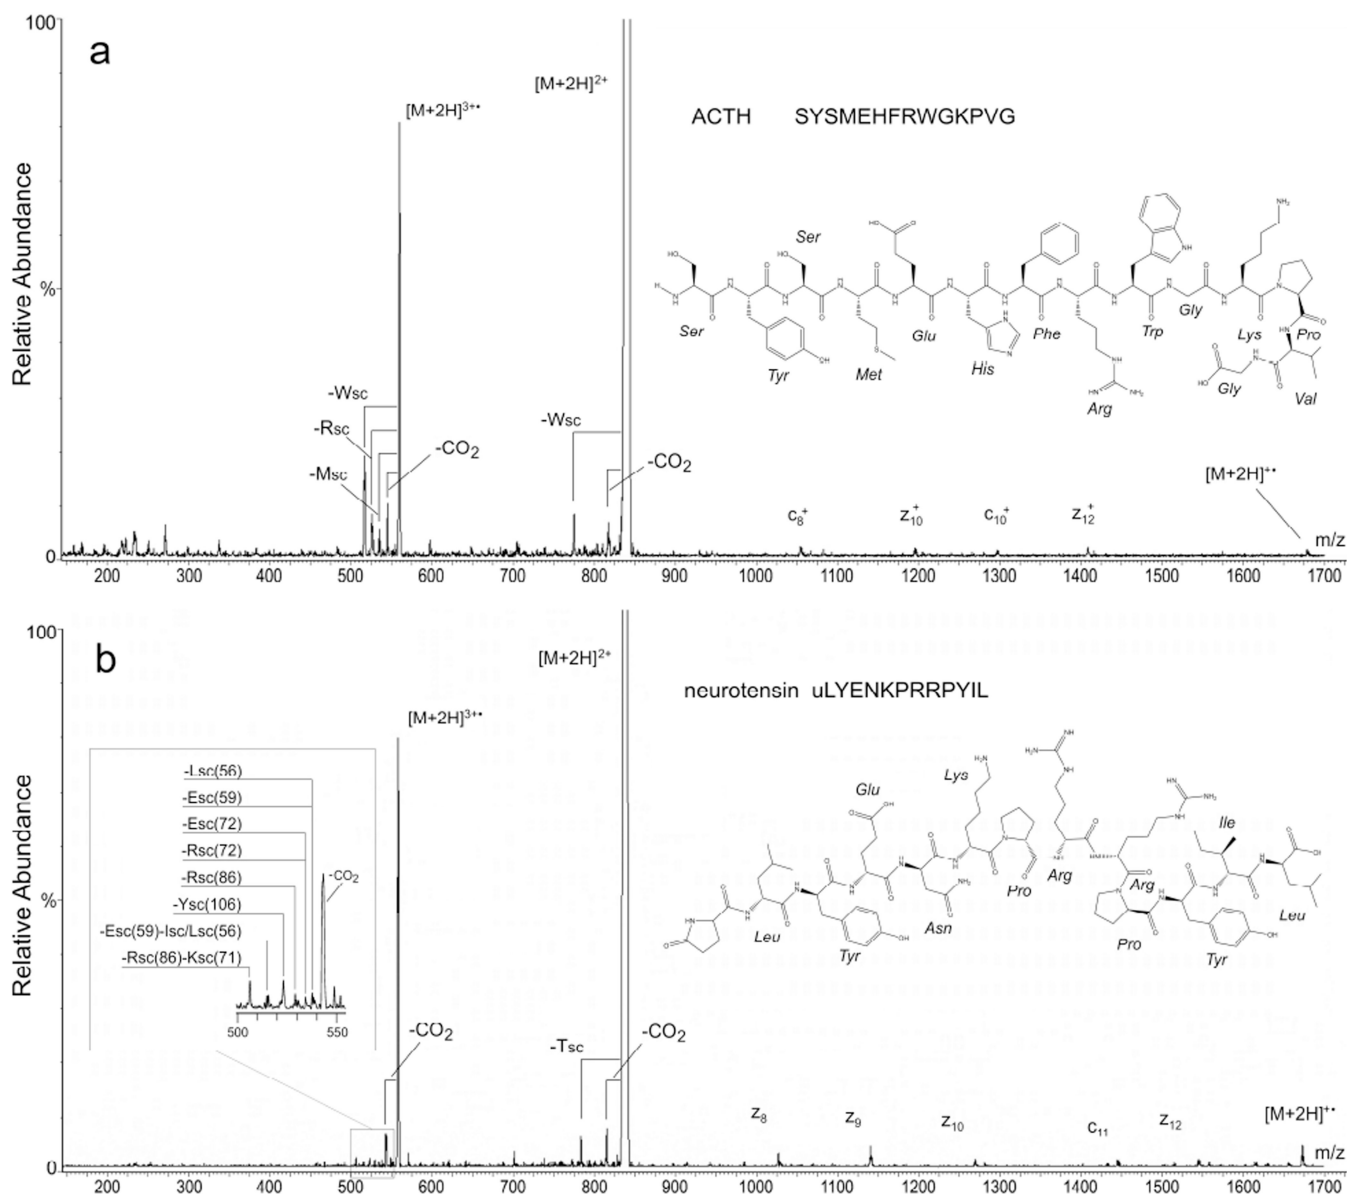 100
a
[M+2H]2+
[M+2H]3+•
ACTH SYSMEHFRWGKPVG
Relative Abundance
%
HO
O
NH2
Ser
HO
Ser
Tyr
OH
Met
S
Glu
His
Phe
Arg
Trp
Gly
Lys
Pro
Gly
Val
-Wsc
-Rsc
-Msc
-CO2
-Wsc
-CO2
c8+
z10+
c10+
z12+
[M+2H]+•
m/z
0
200 300 400 500 600 700 800 900 1000 1100 1200 1300 1400 1500 1600 1700
100
b
[M+2H]2+
[M+2H]3+•
neurotensin uLYENKPRRPYIL
Relative Abundance
%
-Lsc(56)
-Esc(59)
-Esc(72)
-Rsc(72)
-Rsc(86)
-Ysc(106)
-Esc(59)-Isc/Lsc(56)
-Rsc(86)-Ksc(71)
-CO2
500 550
Leu
Tyr
Glu
Asn
Lys
Pro
Arg
Arg
Pro
Tyr
Ile
Leu
-CO2
-Tsc
-CO2
z8
z9
z10
c11
z12
[M+2H]+•
m/z
0
200 300 400 500 600 700 800 900 1000 1100 1200 1300 1400 1500 1600 1700